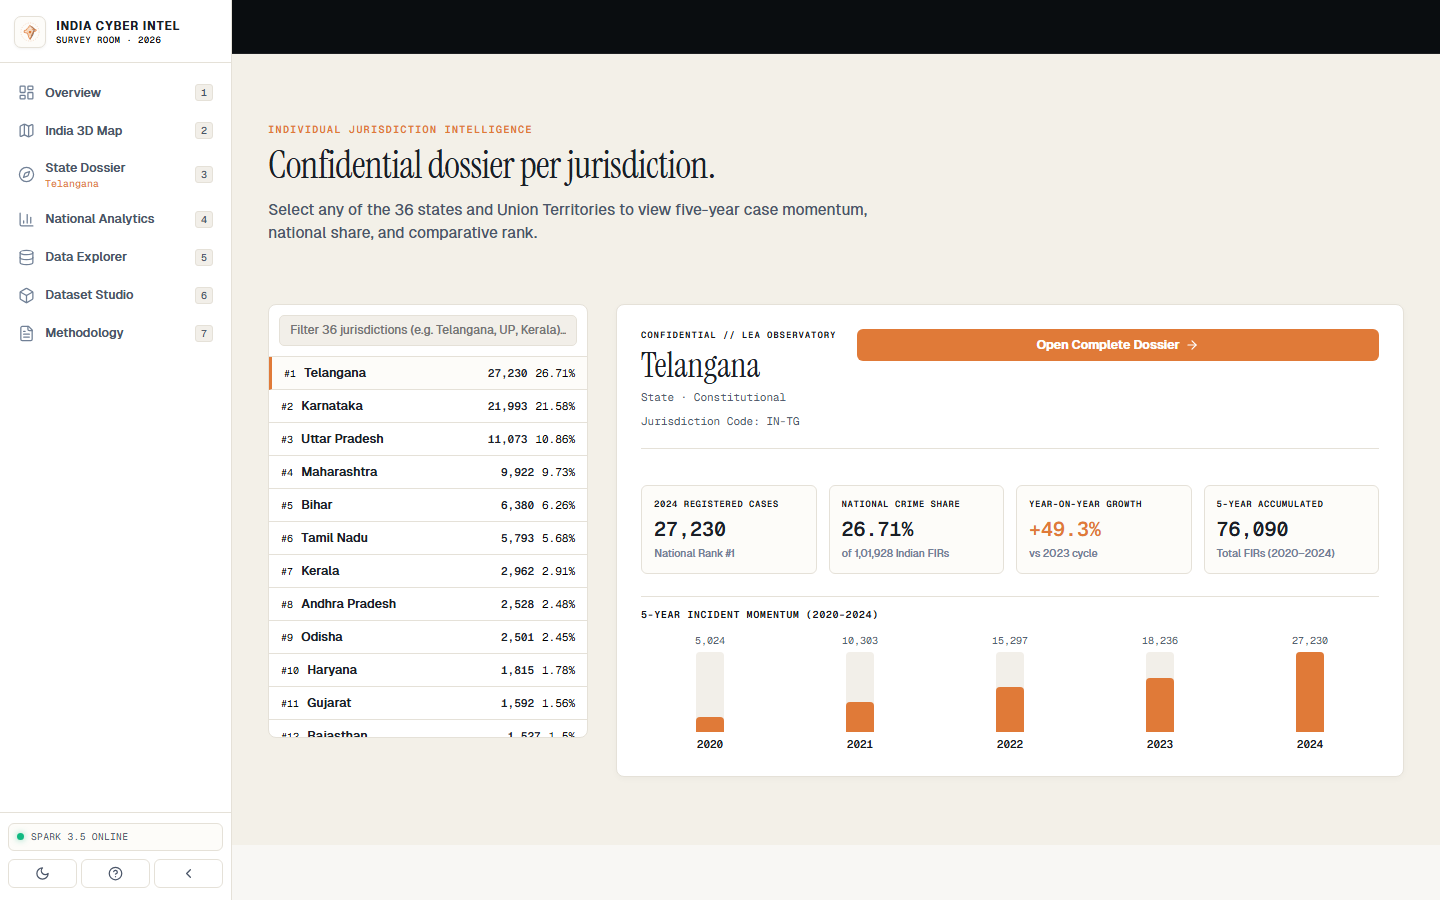 INDIA CYBER INTEL
SURVEY ROOM · 2026
Overview 1
India 3D Map 2
State Dossier 3
Telangana
National Analytics 4
Data Explorer 5
Dataset Studio 6
Methodology 7
SPARK 3.5 ONLINE
INDIVIDUAL JURISDICTION INTELLIGENCE
Confidential dossier per jurisdiction.
Select any of the 36 states and Union Territories to view five-year case momentum,
national share, and comparative rank.
Filter 36 jurisdictions (e.g. Telangana, UP, Kerala)...
#1 Telangana 27,230 26.71%
#2 Karnataka 21,993 21.58%
#3 Uttar Pradesh 11,073 10.86%
#4 Maharashtra 9,922 9.73%
#5 Bihar 6,380 6.26%
#6 Tamil Nadu 5,793 5.68%
#7 Kerala 2,962 2.91%
#8 Andhra Pradesh 2,528 2.48%
#9 Odisha 2,501 2.45%
#10 Haryana 1,815 1.78%
#11 Gujarat 1,592 1.56%
#12 Rajasthan 1,527 1.5%
CONFIDENTIAL // LEA OBSERVATORY
Telangana
State · Constitutional
Jurisdiction Code: IN-TG
Open Complete Dossier →
2024 REGISTERED CASES
27,230
National Rank #1
NATIONAL CRIME SHARE
26.71%
of 1,01,928 Indian FIRs
YEAR-ON-YEAR GROWTH
+49.3%
vs 2023 cycle
5-YEAR ACCUMULATED
76,090
Total FIRs (2020–2024)
5-YEAR INCIDENT MOMENTUM (2020-2024)
5,024 10,303 15,297 18,236 27,230
2020 2021 2022 2023 2024